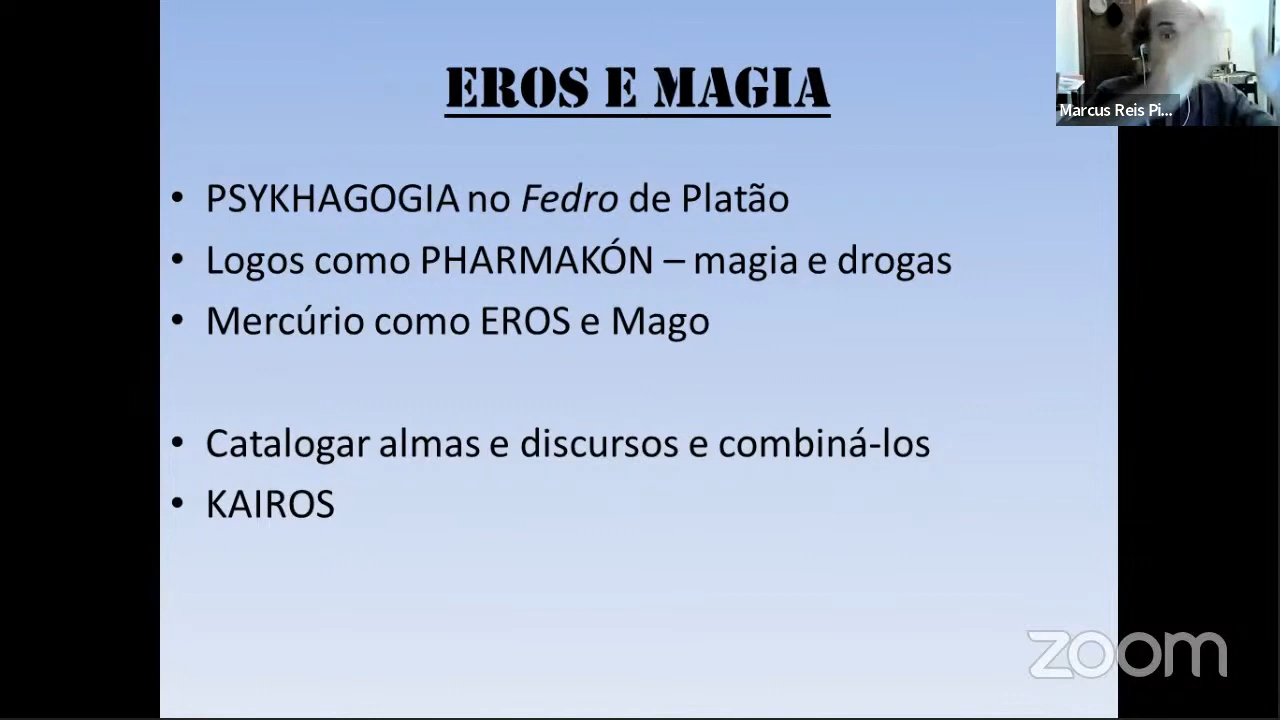 EROS E MAGIA
Marcus Reis Pi...
• PSYKHAGOGIA no Fedro de Platão
• Logos como PHARMAKÓN – magia e drogas
• Mercúrio como EROS e Mago
• Catalogar almas e discursos e combiná-los
• KAIROS
zoom